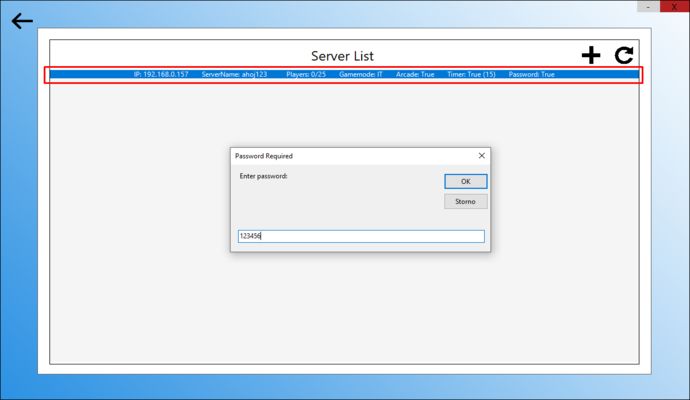 - X
Server List
IP: 192.168.0.157 ServerName: ahoj123 Players: 0/25 Gamemode: IT Arcade: True Timer: True (15) Password: True
Password Required
Enter password:
OK
Storno
123456